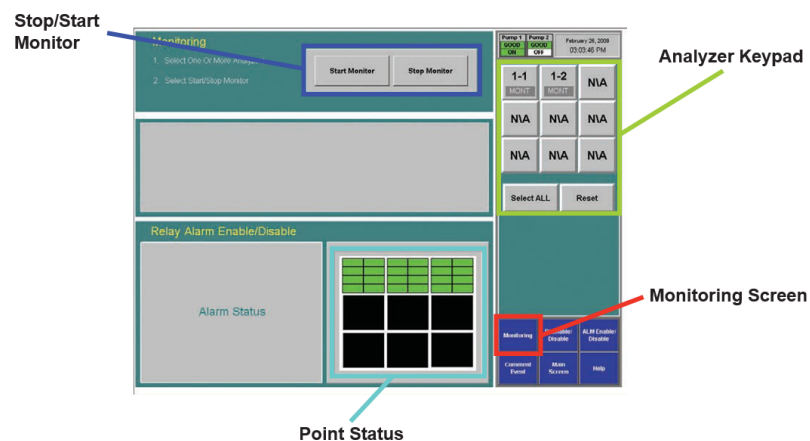 Stop/Start
Monitor
Monitoring
1. Select One Or More
2. Select Start/Stop Monitor
Start Monitor
Stop Monitor
Pump 1
Pump 2
GOOD
GOOD
ON
OFF
February 26, 2009
03:03:46 PM
Analyzer Keypad
1-1
MONT
1-2
MONT
N\A
N\A
N\A
N\A
N\A
N\A
N\A
Select ALL
Reset
Relay Alarm Enable/Disable
Alarm Status
Monitoring Screen
Monitoring
Disable
ALM Enable/
Disable
Comment
Event
Main
Screen
Help
Point Status